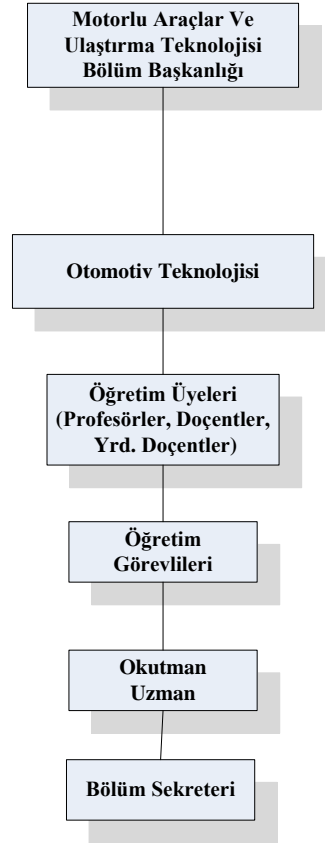 Motorlu Araçlar Ve
Ulaştırma Teknolojisi
Bölüm Başkanlığı
Otomotiv Teknolojisi
Öğretim Üyeleri
(Profesörler, Doçentler,
Yrd. Doçentler)
Öğretim
Görevlileri
Okutman
Uzman
Bölüm Sekreteri